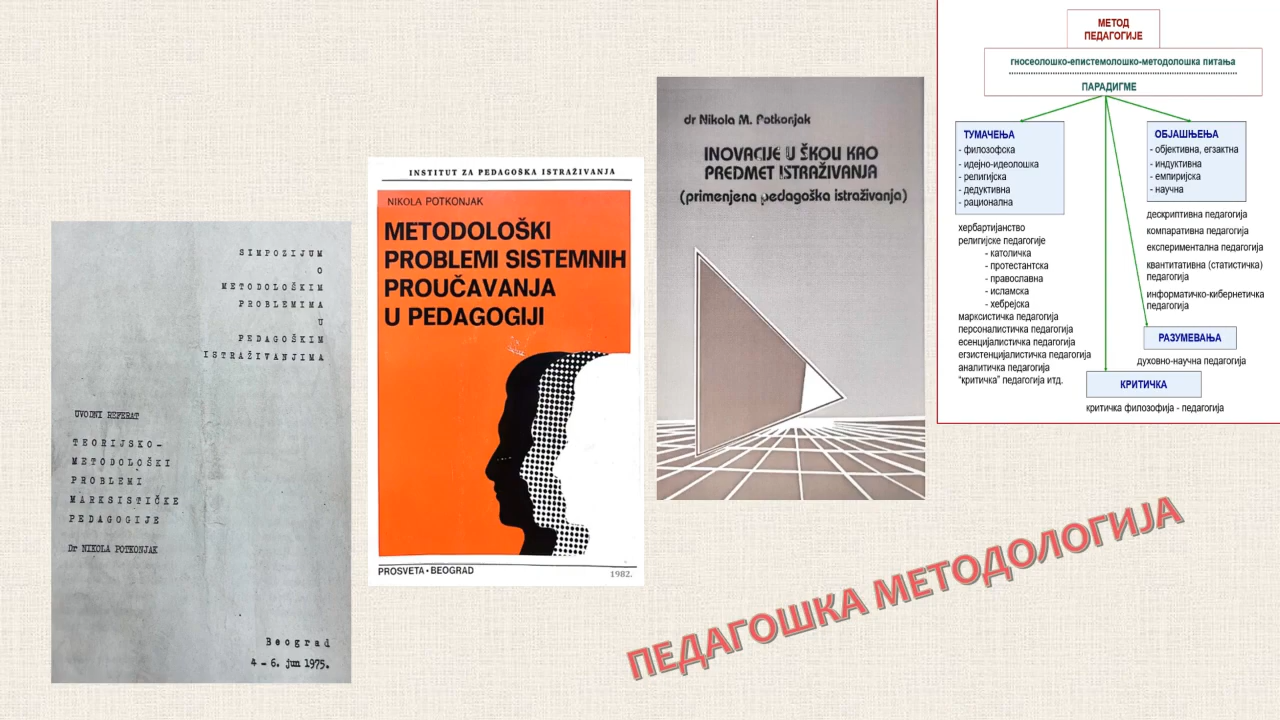 SIMPOZIJUM
O
METODOLOŠKIM
PROBLEMIMA
U
PEDAGOŠKIM
ISTRAŽIVANJIMA
UVODNI REFERAT
TEORIJSKO-
METODOLOŠKI
PROBLEMI
MARKSISTIČKE
PEDAGOGIJE
Dr NIKOLA POTKONJAK
Beograd
4 - 6. jun 1975.
INSTITUT ZA PEDAGOŠKA ISTRAŽIVANJA
NIKOLA POTKONJAK
METODOLOŠKI
PROBLEMI SISTEMNIH
PROUČAVANJA
U PEDAGOGIJI
PROSVETA • BEOGRAD
1982.
dr Nikola M. Potkonjak
INOVACIJE U ŠKOLI KAO
PREDMET ISTRAŽIVANJA
(primenjena pedagoška istraživanja)
МЕТОД
ПЕДАГОГИЈЕ
гносеолошко-епистемолошко-методолошка питања
ПАРАДИГМЕ
ТУМАЧЕЊА
- филозофска
- идејно-идеолошка
- религијска
- дедуктивна
- рационална
хербартијанство
религијске педагогије
- католичка
- протестантска
- православна
- исламска
- хебрејска
марксистичка педагогија
персоналистичка педагогија
есенцијалистичка педагогија
егзистенцијалистичка педагогија
аналитичка педагогија
"критичка" педагогија итд.
ОБЈАШЊЕЊА
- објективна, егзактна
- индуктивна
- емпиријска
- научна
дескриптивна педагогија
компаративна педагогија
експериментална педагогија
квантитативна (статистичка)
педагогија
информатичко-кибернетичка
педагогија
РАЗУМЕВАЊА
духовно-научна педагогија
КРИТИЧКА
критичка филозофија - педагогија
ПЕДАГОШКА МЕТОДОЛОГИЈА